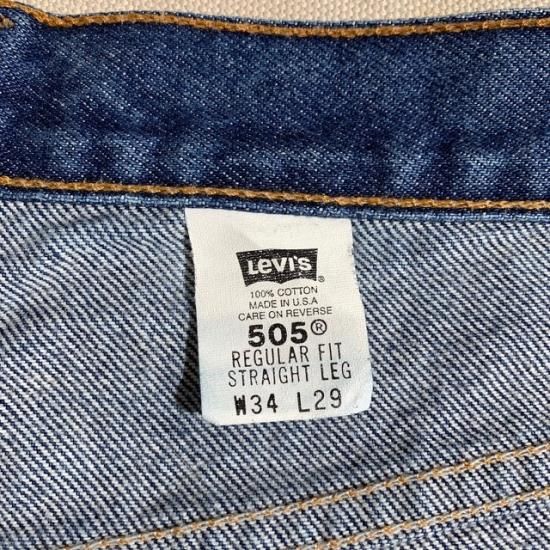 LEVI'S
100% COTTON
MADE IN U.S.A
CARE ON REVERSE
505®
REGULAR FIT
STRAIGHT LEG
W34 L29